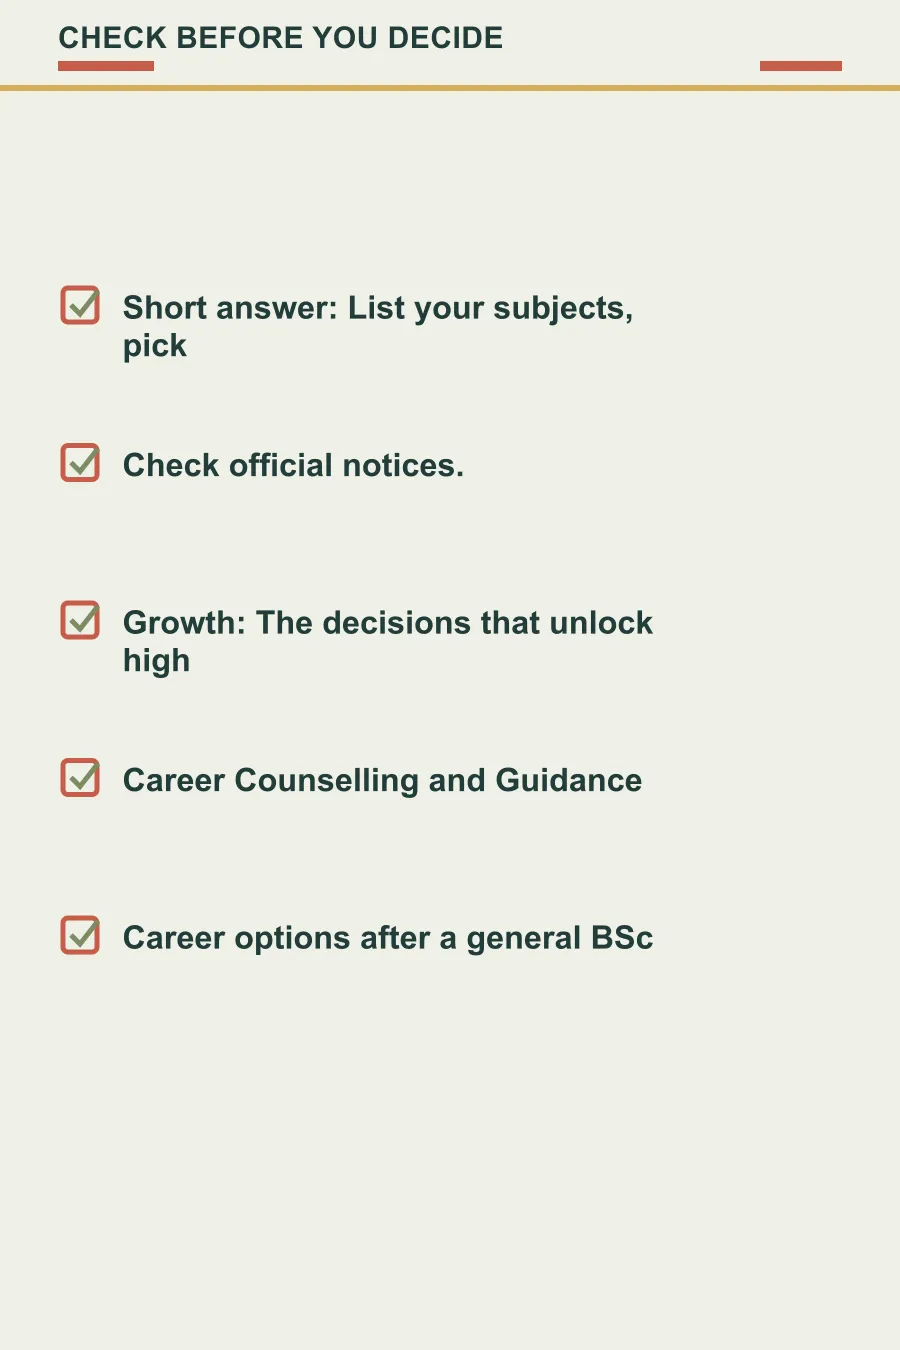 CHECK BEFORE YOU DECIDE
Short answer: List your subjects,
pick
Check official notices.
Growth: The decisions that unlock
high
Career Counselling and Guidance
Career options after a general BSc